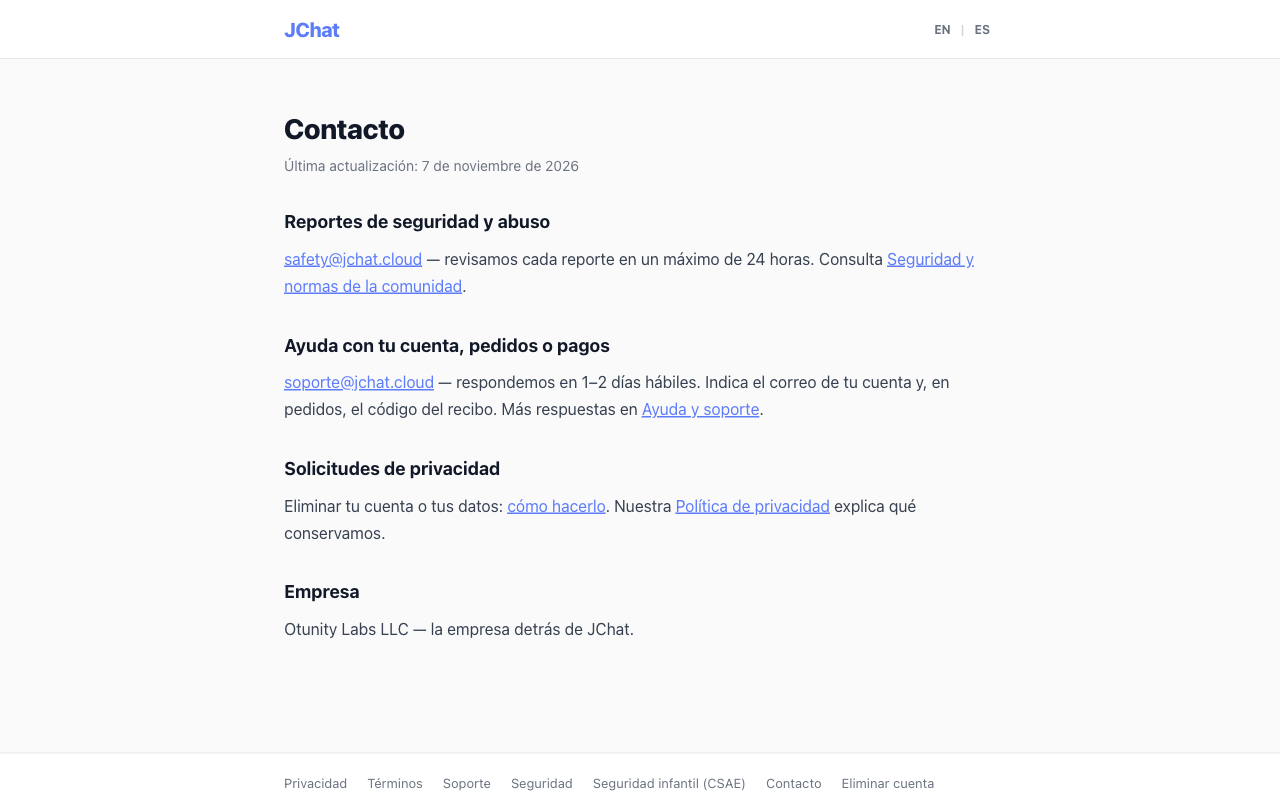 JChat
EN | ES
Contacto
Última actualización: 7 de noviembre de 2026
Reportes de seguridad y abuso
safety@jchat.cloud — revisamos cada reporte en un máximo de 24 horas. Consulta Seguridad y
normas de la comunidad.
Ayuda con tu cuenta, pedidos o pagos
soporte@jchat.cloud — respondemos en 1–2 días hábiles. Indica el correo de tu cuenta y, en
pedidos, el código del recibo. Más respuestas en Ayuda y soporte.
Solicitudes de privacidad
Eliminar tu cuenta o tus datos: cómo hacerlo. Nuestra Política de privacidad explica qué
conservamos.
Empresa
Otunity Labs LLC — la empresa detrás de JChat.
Privacidad Términos Soporte Seguridad Seguridad infantil (CSAE) Contacto Eliminar cuenta